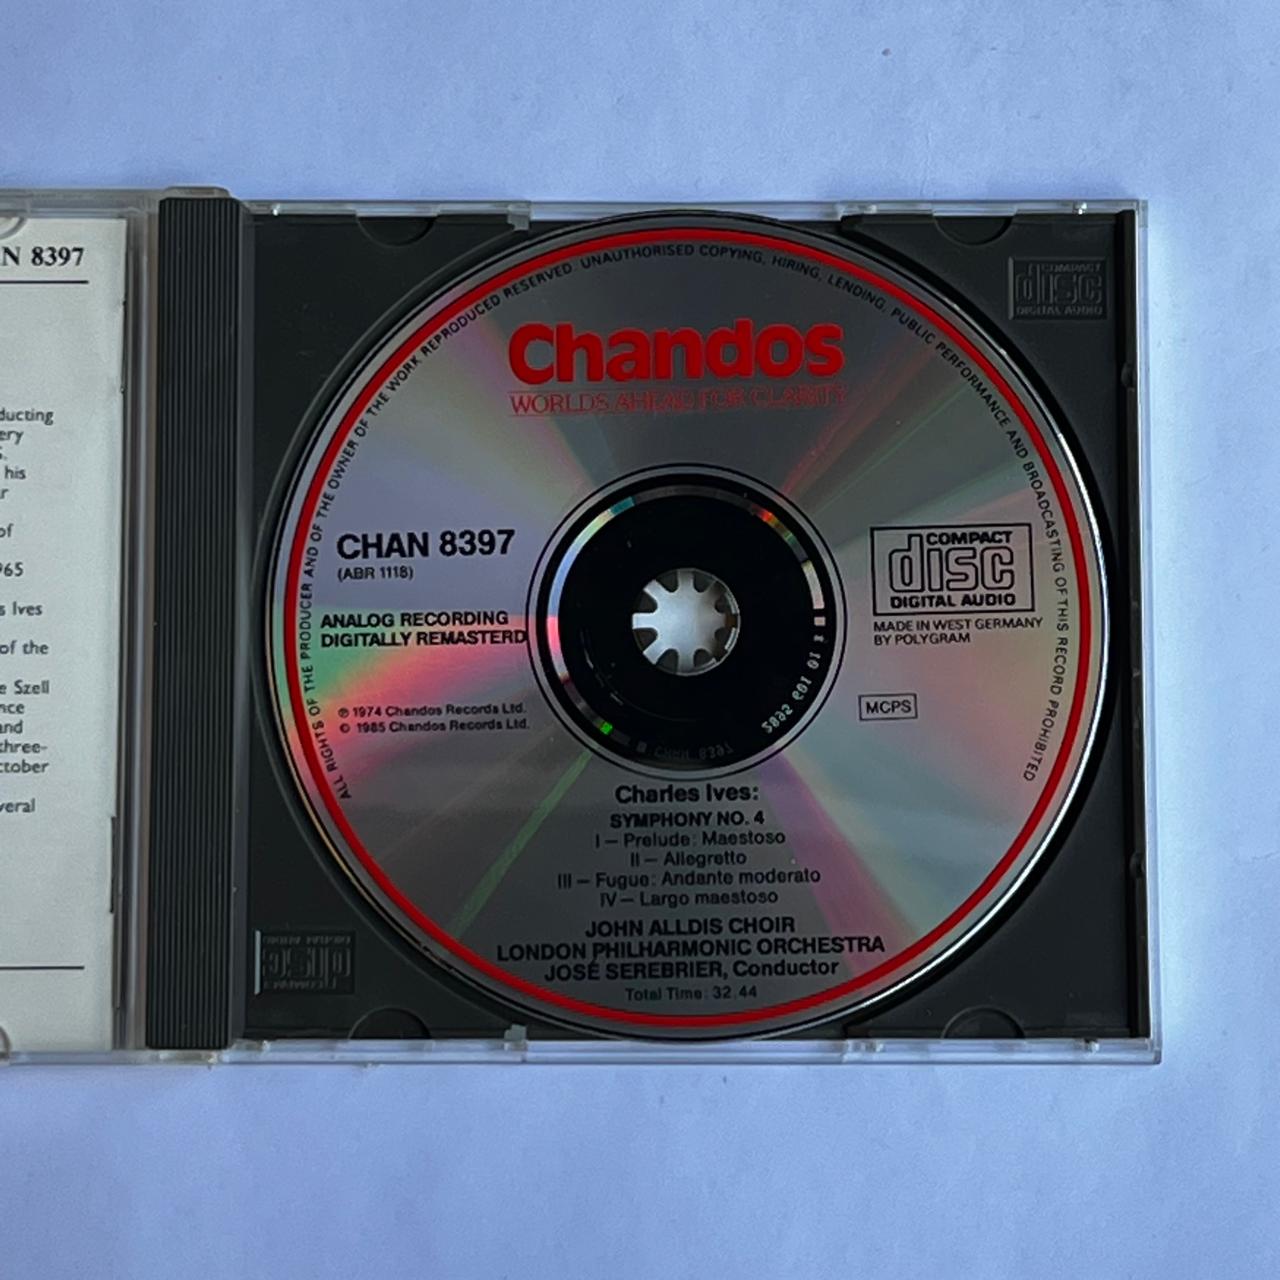 N 8397
ducting
ery
S.
his
r
of
965
s Ives
of the
e Szell
nce
and
three-
ctober
veral
ALL RIGHTS OF THE PRODUCER AND OF THE OWNER OF THE WORK REPRODUCED RESERVED. UNAUTHORISED COPYING, HIRING, LENDING, PUBLIC PERFORMANCE AND BROADCASTING OF THIS RECORD PROHIBITED
Chandos
WORLDS AHEAD FOR CLARITY
CHAN 8397
(ABR 1118)
ANALOG RECORDING
DIGITALLY REMASTERD
℗ 1974 Chandos Records Ltd.
© 1985 Chandos Records Ltd.
COMPACT
disc
DIGITAL AUDIO
MADE IN WEST GERMANY
BY POLYGRAM
MCPS
Charles Ives:
SYMPHONY NO. 4
I – Prelude: Maestoso
II – Allegretto
III – Fugue: Andante moderato
IV – Largo maestoso
JOHN ALLDIS CHOIR
LONDON PHILHARMONIC ORCHESTRA
JOSÉ SEREBRIER, Conductor
Total Time: 32.44
COMPACT
disc
DIGITAL AUDIO
COMPACT
disc
DIGITAL AUDIO